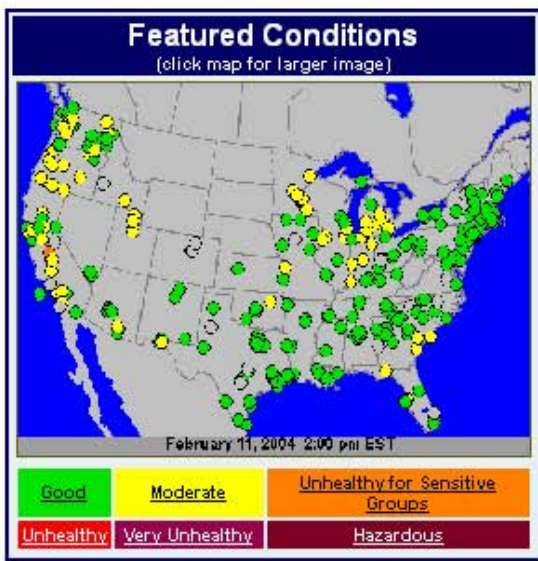 Featured Conditions
(click map for larger image)
February 11, 2004 2:00 pm EST
Good
Moderate
Unhealthy for Sensitive
Groups
Unhealthy
Very Unhealthy
Hazardous